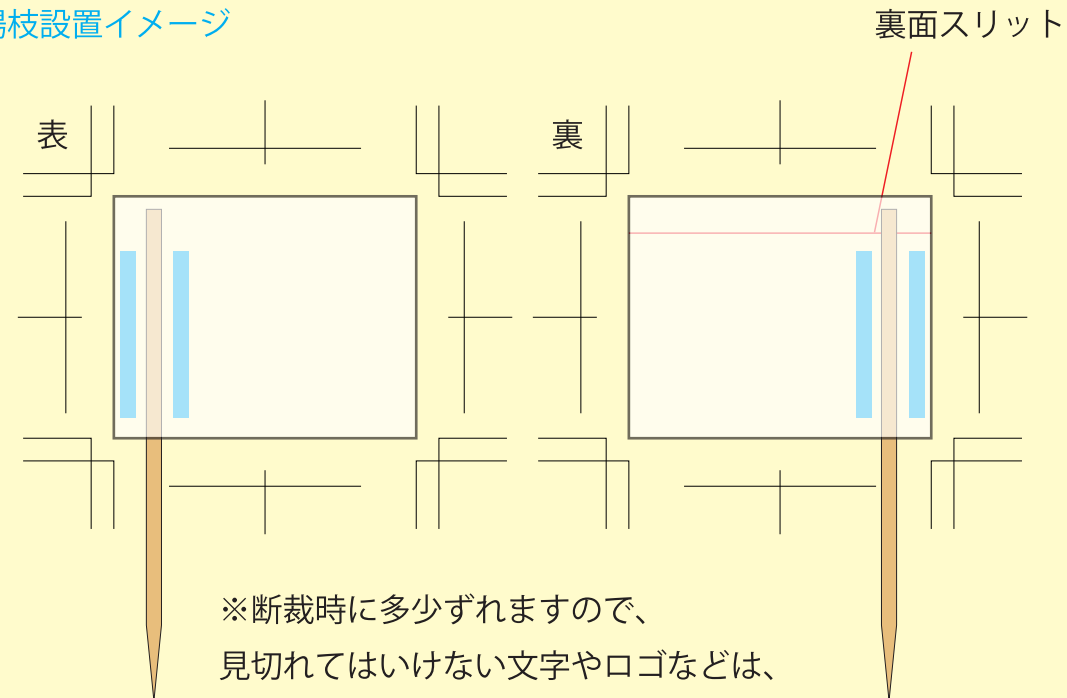 枝設置イメージ
裏面スリット
表
裏
※断裁時に多少ずれますので、
見切れてはいけない文字やロゴなどは、